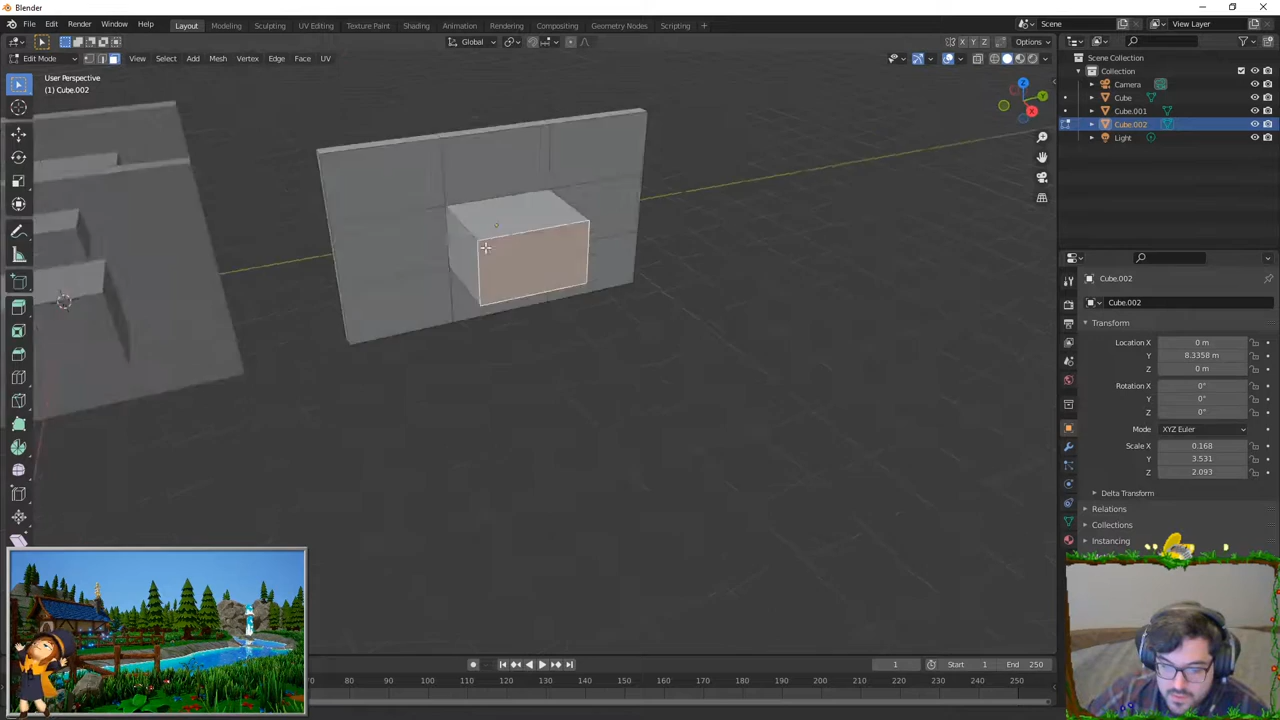 Blender
File Edit Render Window Help Layout Modeling Sculpting UV Editing Texture Paint Shading Animation Rendering Compositing Geometry Nodes Scripting + Scene View Layer
Global X Y Z Options
Edit Mode View Select Add Mesh Vertex Edge Face UV
User Perspective
(1) Cube.002
Z
Y
X
Scene Collection
Collection
Camera
Cube
Cube.001
Cube.002
Light
Cube.002
Cube.002
Transform
Location X 0 m
Y 8.3358 m
Z 0 m
Rotation X 0°
Y 0°
Z 0°
Mode XYZ Euler
Scale X 0.168
Y 3.531
Z 2.093
Delta Transform
Relations
Collections
Instancing
1 Start 1 End 250
70 80 90 100 110 120 130 140 150 160 170 180 190 200 210 220 230 240 250